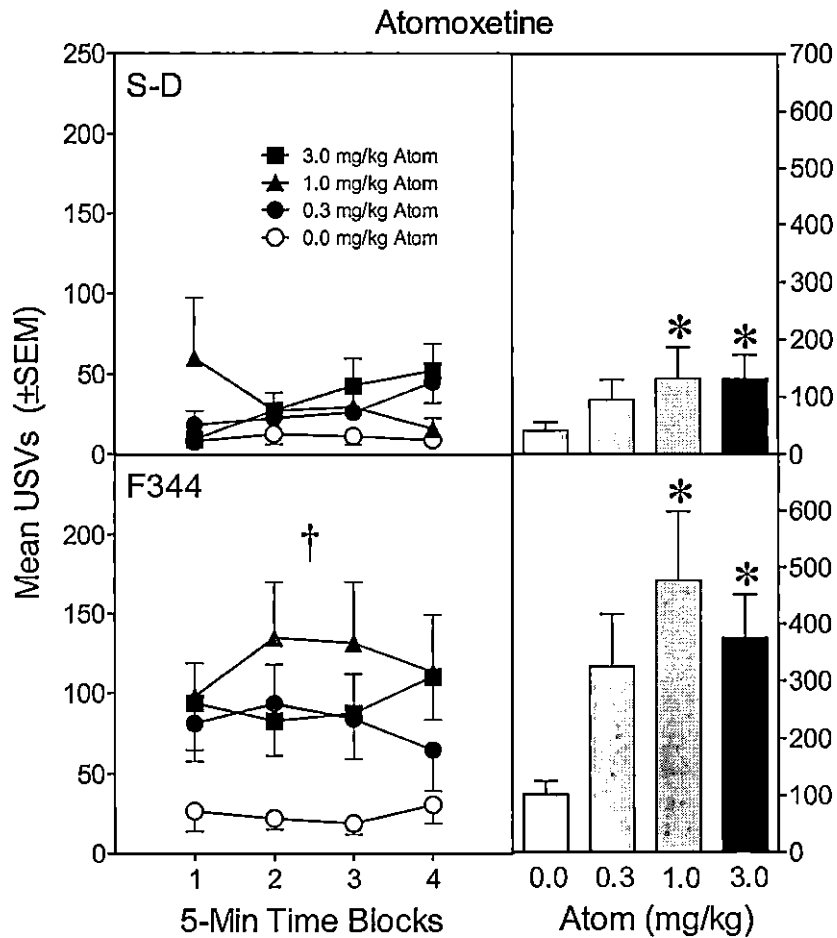 Atomoxetine
S-D
3.0 mg/kg Atom
1.0 mg/kg Atom
0.3 mg/kg Atom
0.0 mg/kg Atom
250
200
150
100
50
0
700
600
500
400
300
200
100
0
*
*
Mean USVs (±SEM)
F344
†
200
150
100
50
0
*
*
600
500
400
300
200
100
0
1 2 3 4
0.0 0.3 1.0 3.0
5-Min Time Blocks
Atom (mg/kg)